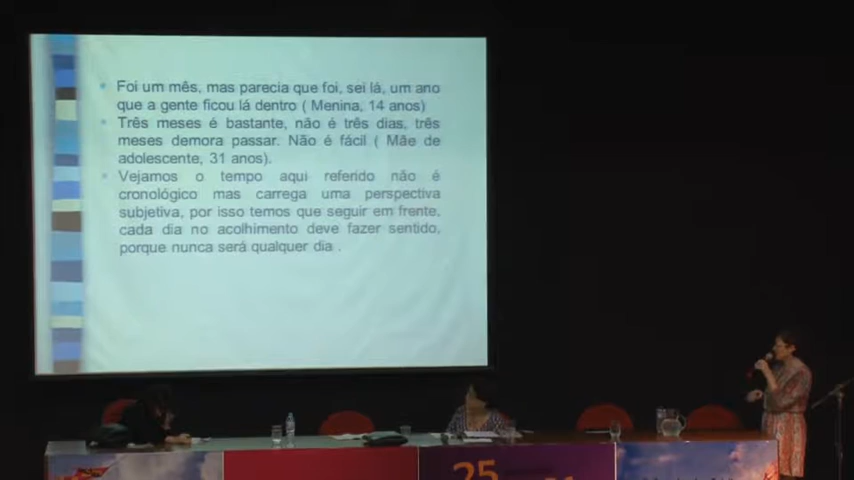 Foi um mês, mas parecia que foi, sei lá, um ano
que a gente ficou lá dentro ( Menina, 14 anos)
Três meses é bastante, não é três dias, três
meses demora passar. Não é fácil ( Mãe de
adolescente, 31 anos).
Vejamos o tempo aqui referido não é
cronológico mas carrega uma perspectiva
subjetiva, por isso temos que seguir em frente,
cada dia no acolhimento deve fazer sentido,
porque nunca será qualquer dia .
25